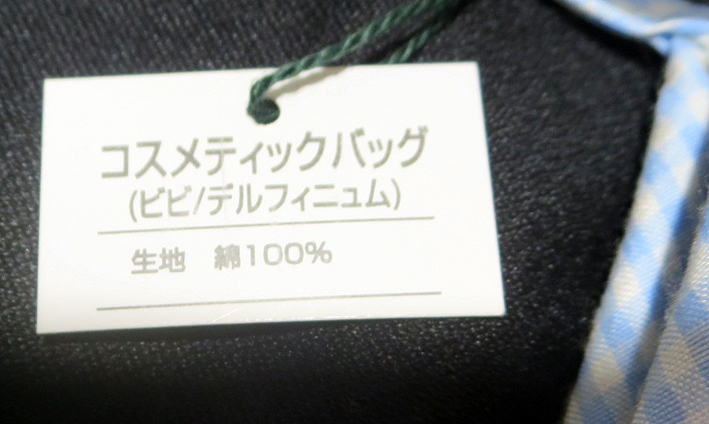 コスメティックバッグ
(ビビ/デルフィニュム)
生地　綿100%